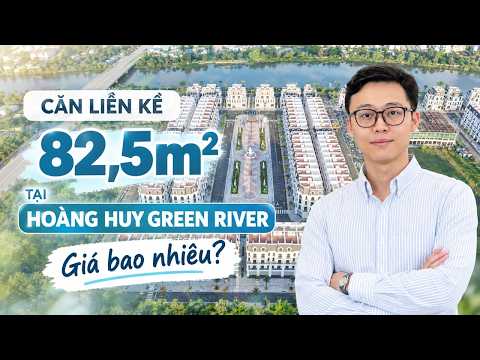 CĂN LIỀN KỀ
82,5m²
TẠI
HOÀNG HUY GREEN RIVER
Giá bao nhiêu?